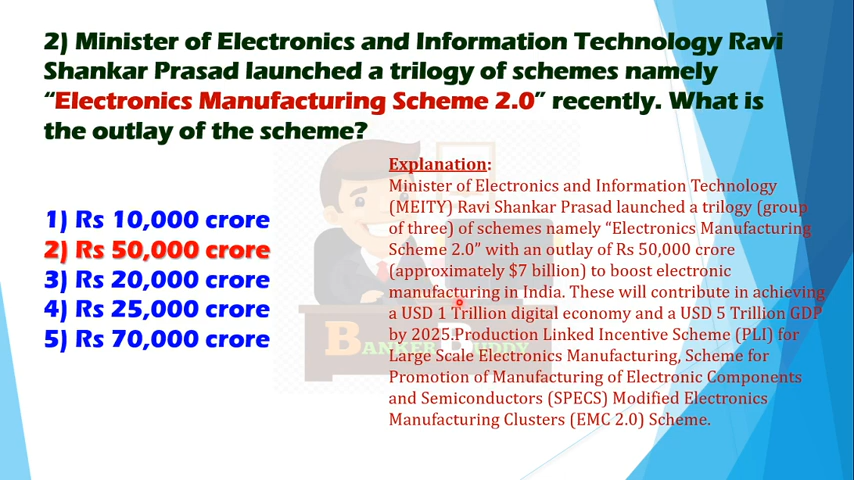 2) Minister of Electronics and Information Technology Ravi
Shankar Prasad launched a trilogy of schemes namely
“Electronics Manufacturing Scheme 2.0” recently. What is
the outlay of the scheme?
1) Rs 10,000 crore
2) Rs 50,000 crore
3) Rs 20,000 crore
4) Rs 25,000 crore
5) Rs 70,000 crore
Explanation:
Minister of Electronics and Information Technology
(MEITY) Ravi Shankar Prasad launched a trilogy (group
of three) of schemes namely “Electronics Manufacturing
Scheme 2.0” with an outlay of Rs 50,000 crore
(approximately $7 billion) to boost electronic
manufacturing in India. These will contribute in achieving
a USD 1 Trillion digital economy and a USD 5 Trillion GDP
by 2025.Production Linked Incentive Scheme (PLI) for
Large Scale Electronics Manufacturing, Scheme for
Promotion of Manufacturing of Electronic Components
and Semiconductors (SPECS) Modified Electronics
Manufacturing Clusters (EMC 2.0) Scheme.
BANKER BUDDY